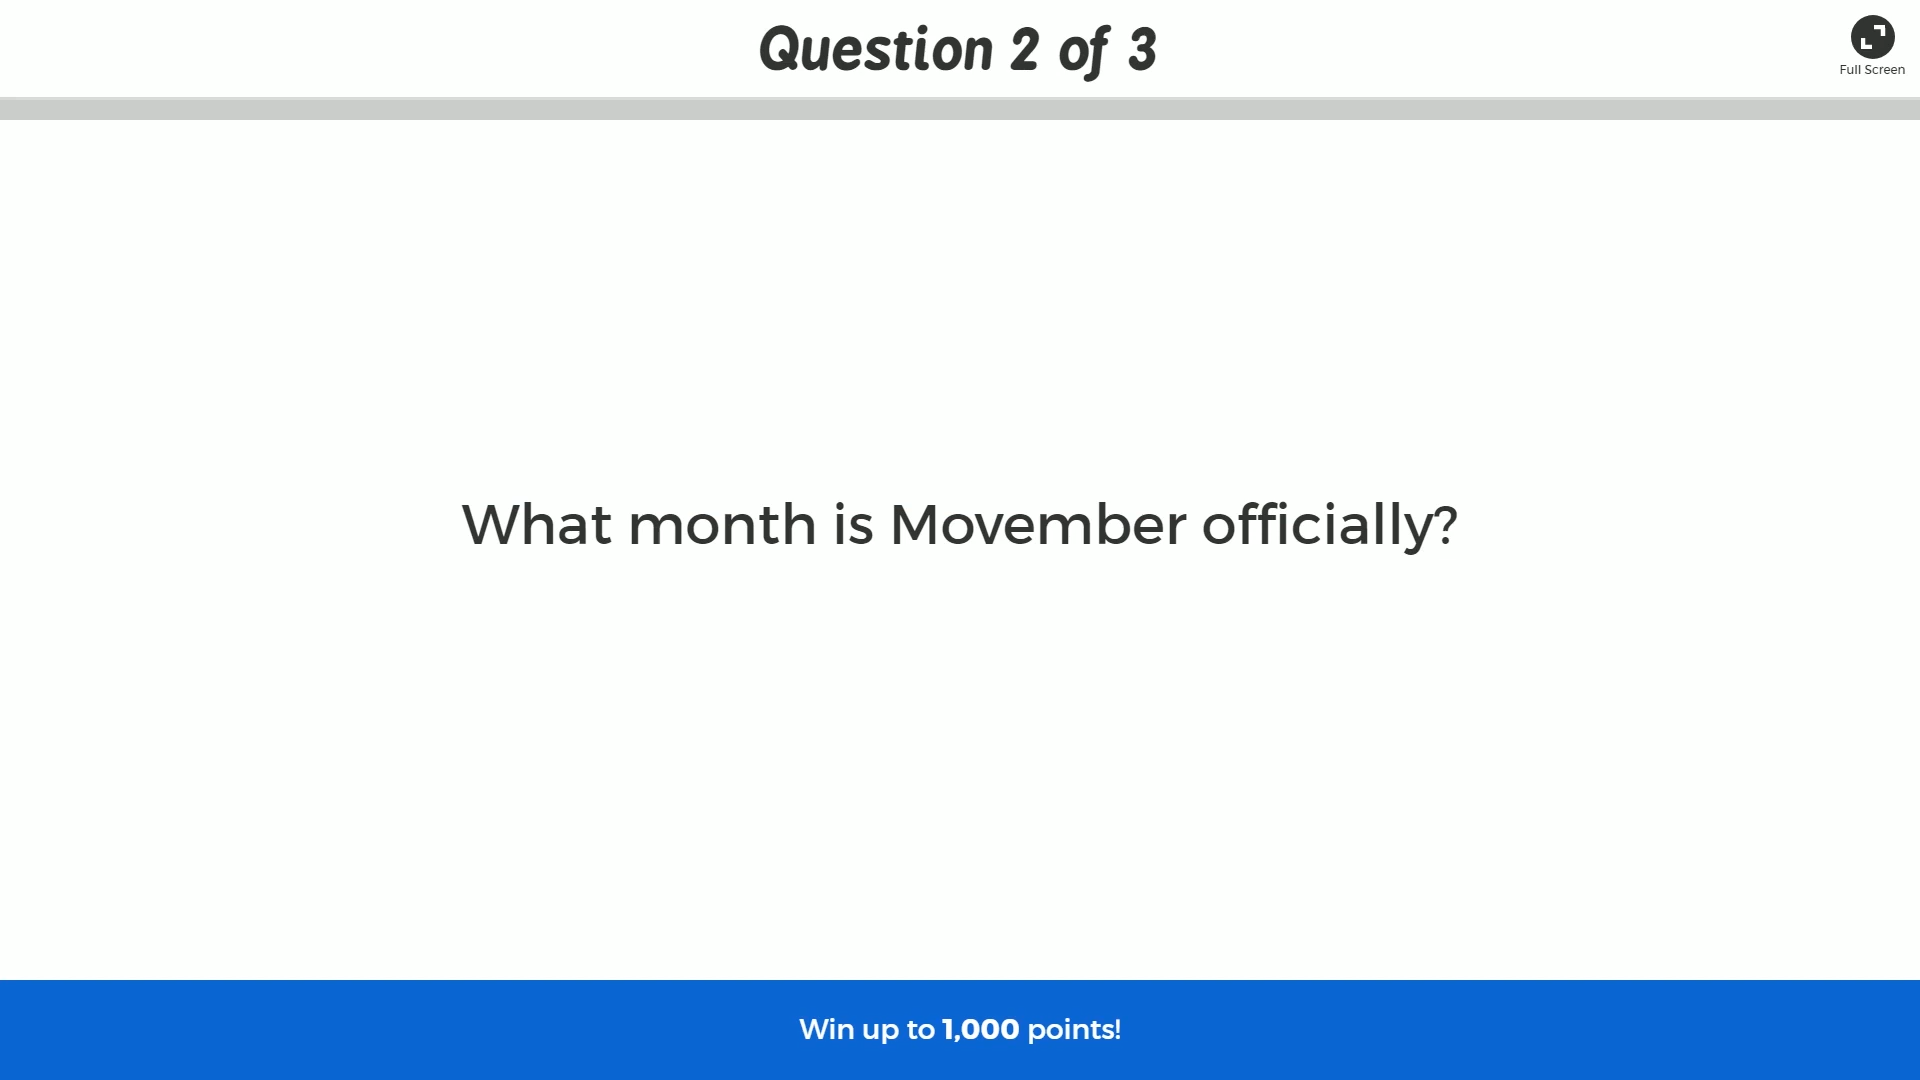 Question 2 of 3
Full Screen
What month is Movember officially?
Win up to 1,000 points!